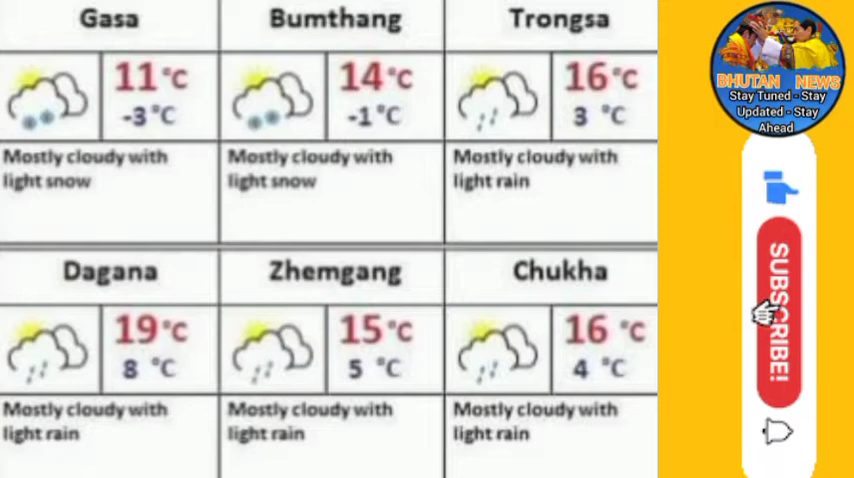 Gasa
Bumthang
Trongsa
11°C
-3°C
14°C
-1°C
16°C
3 °C
Mostly cloudy with
light snow
Mostly cloudy with
light snow
Mostly cloudy with
light rain
Dagana
Zhemgang
Chukha
19°C
8 °C
15°C
5 °C
16 °C
4 °C
Mostly cloudy with
light rain
Mostly cloudy with
light rain
Mostly cloudy with
light rain
BHUTAN NEWS
Stay Tuned - Stay
Updated - Stay
Ahead
SUBSCRIBE!